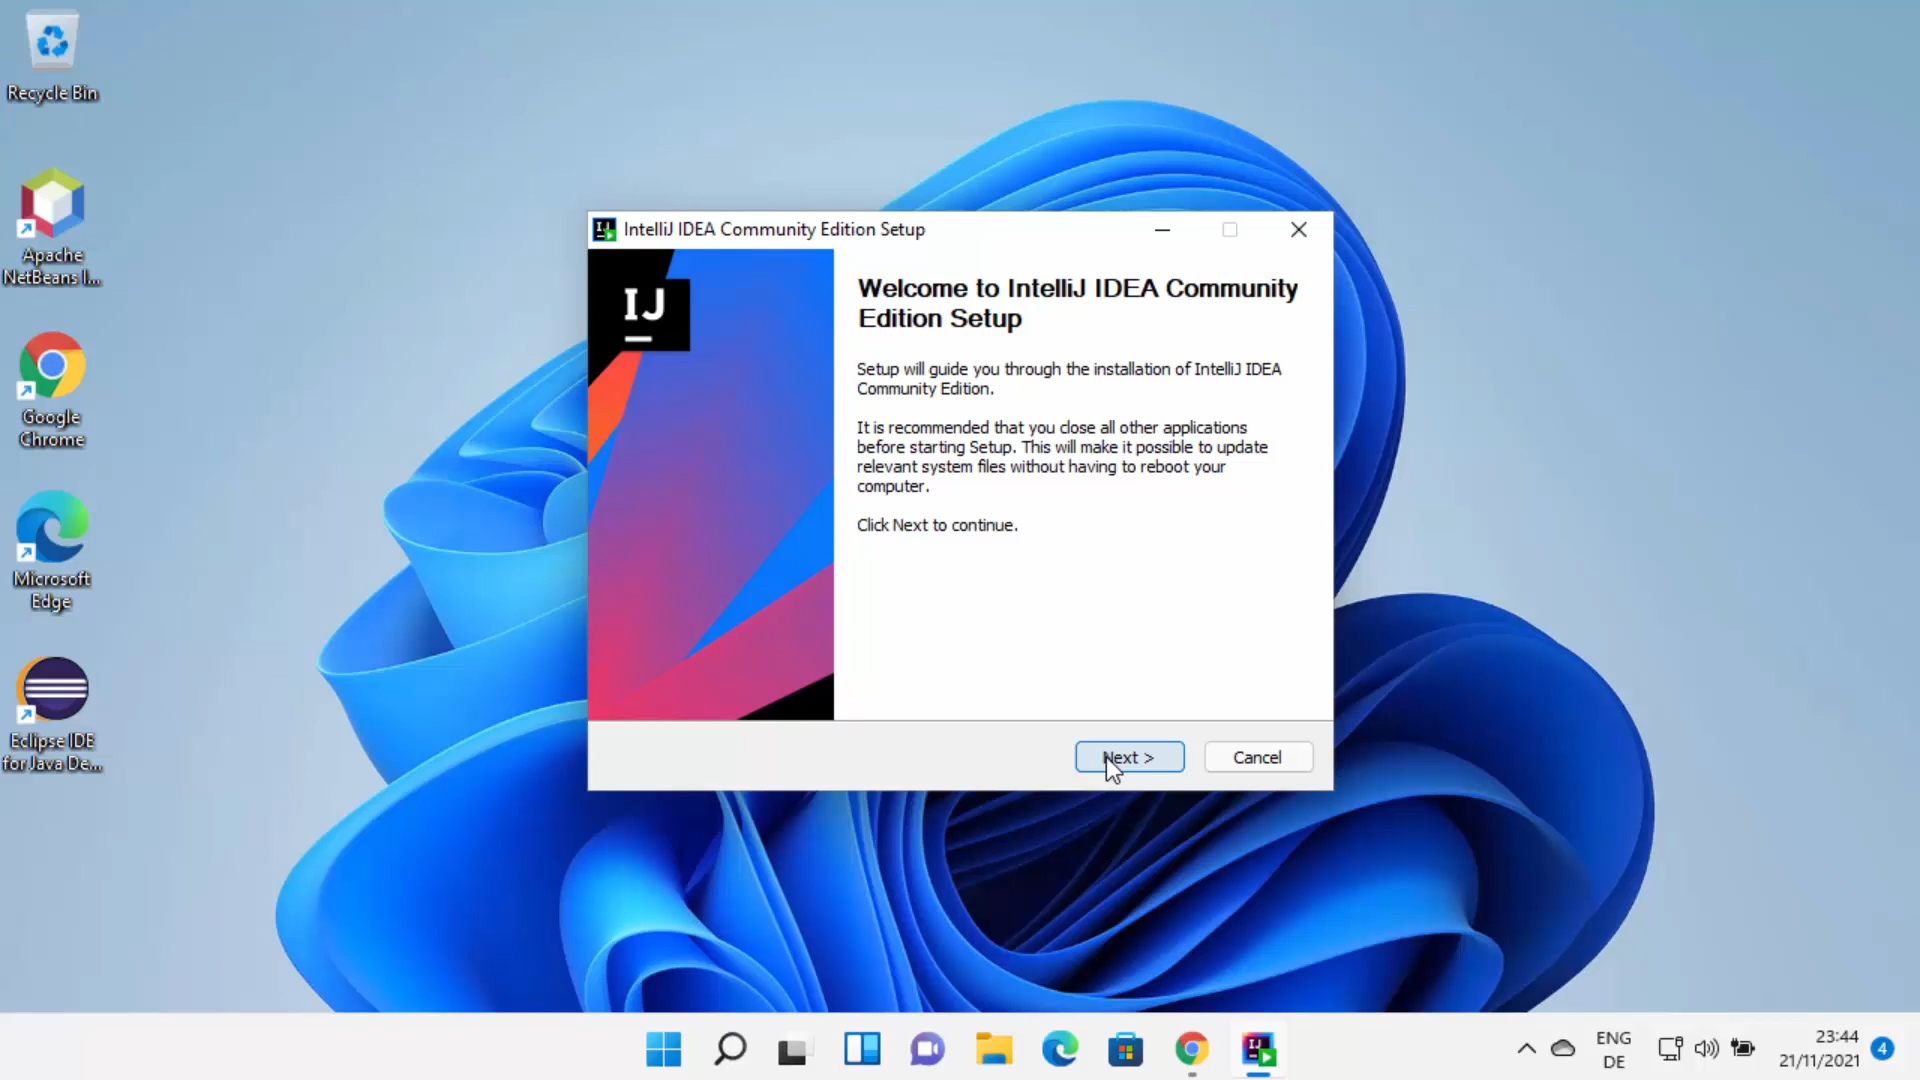 Recycle Bin
Apache
NetBeans I...
Google
Chrome
Microsoft
Edge
Eclipse IDE
for Java De...
IntelliJ IDEA Community Edition Setup
IJ
Welcome to IntelliJ IDEA Community
Edition Setup
Setup will guide you through the installation of IntelliJ IDEA
Community Edition.
It is recommended that you close all other applications
before starting Setup. This will make it possible to update
relevant system files without having to reboot your
computer.
Click Next to continue.
Next >
Cancel
IJ
ENG
DE
23:44
21/11/2021
4